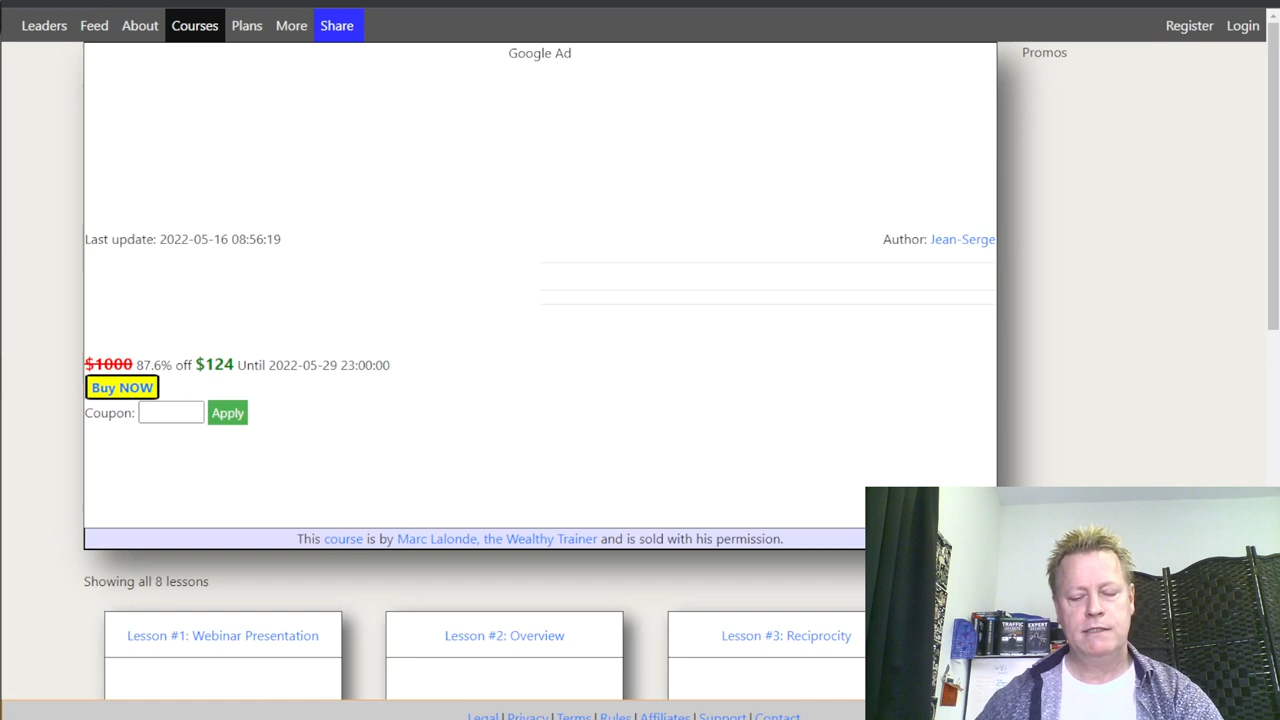 Leaders Feed About Courses Plans More Share Register Login
Google Ad
Promos
Last update: 2022-05-16 08:56:19
Author: Jean-Serge
$1000 87.6% off $124 Until 2022-05-29 23:00:00
Buy NOW
Coupon: Apply
This course is by Marc Lalonde, the Wealthy Trainer and is sold with his permission.
Showing all 8 lessons
Lesson #1: Webinar Presentation
Lesson #2: Overview
Lesson #3: Reciprocity
TRAFFIC
EXPERT
Legal | Privacy | Terms | Rules | Affiliates | Support | Contact